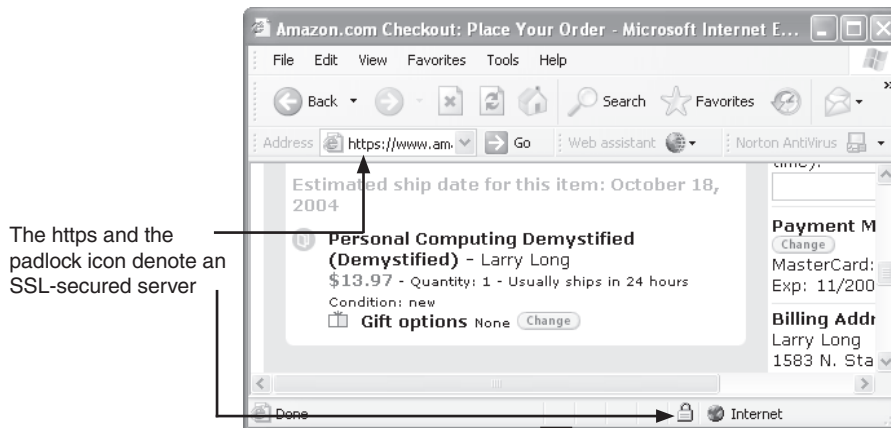 Amazon.com Checkout: Place Your Order - Microsoft Internet E...
File Edit View Favorites Tools Help
Back Search Favorites »
Address https://www.am. Go Web assistant Norton AntiVirus
Estimated ship date for this item: October 18,
2004
Personal Computing Demystified
(Demystified) - Larry Long
$13.97 - Quantity: 1 - Usually ships in 24 hours
Condition: new
Gift options None Change
time).
Payment M
Change
MasterCard:
Exp: 11/200
Billing Addr
Larry Long
1583 N. Sta
Done Internet
The https and the
padlock icon denote an
SSL-secured server